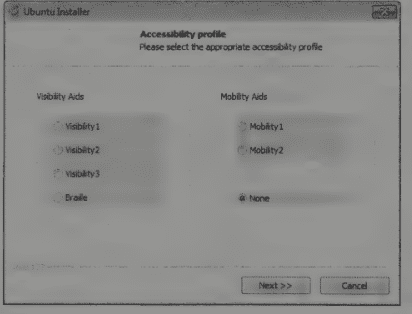 Ubuntu Installer
Accessibility profile
Please select the appropriate accessibility profile
Visibility Aids
Mobility Aids
Visibility1
Mobility1
Visibility2
Mobility2
Visibility3
Braille
None
Next >>
Cancel